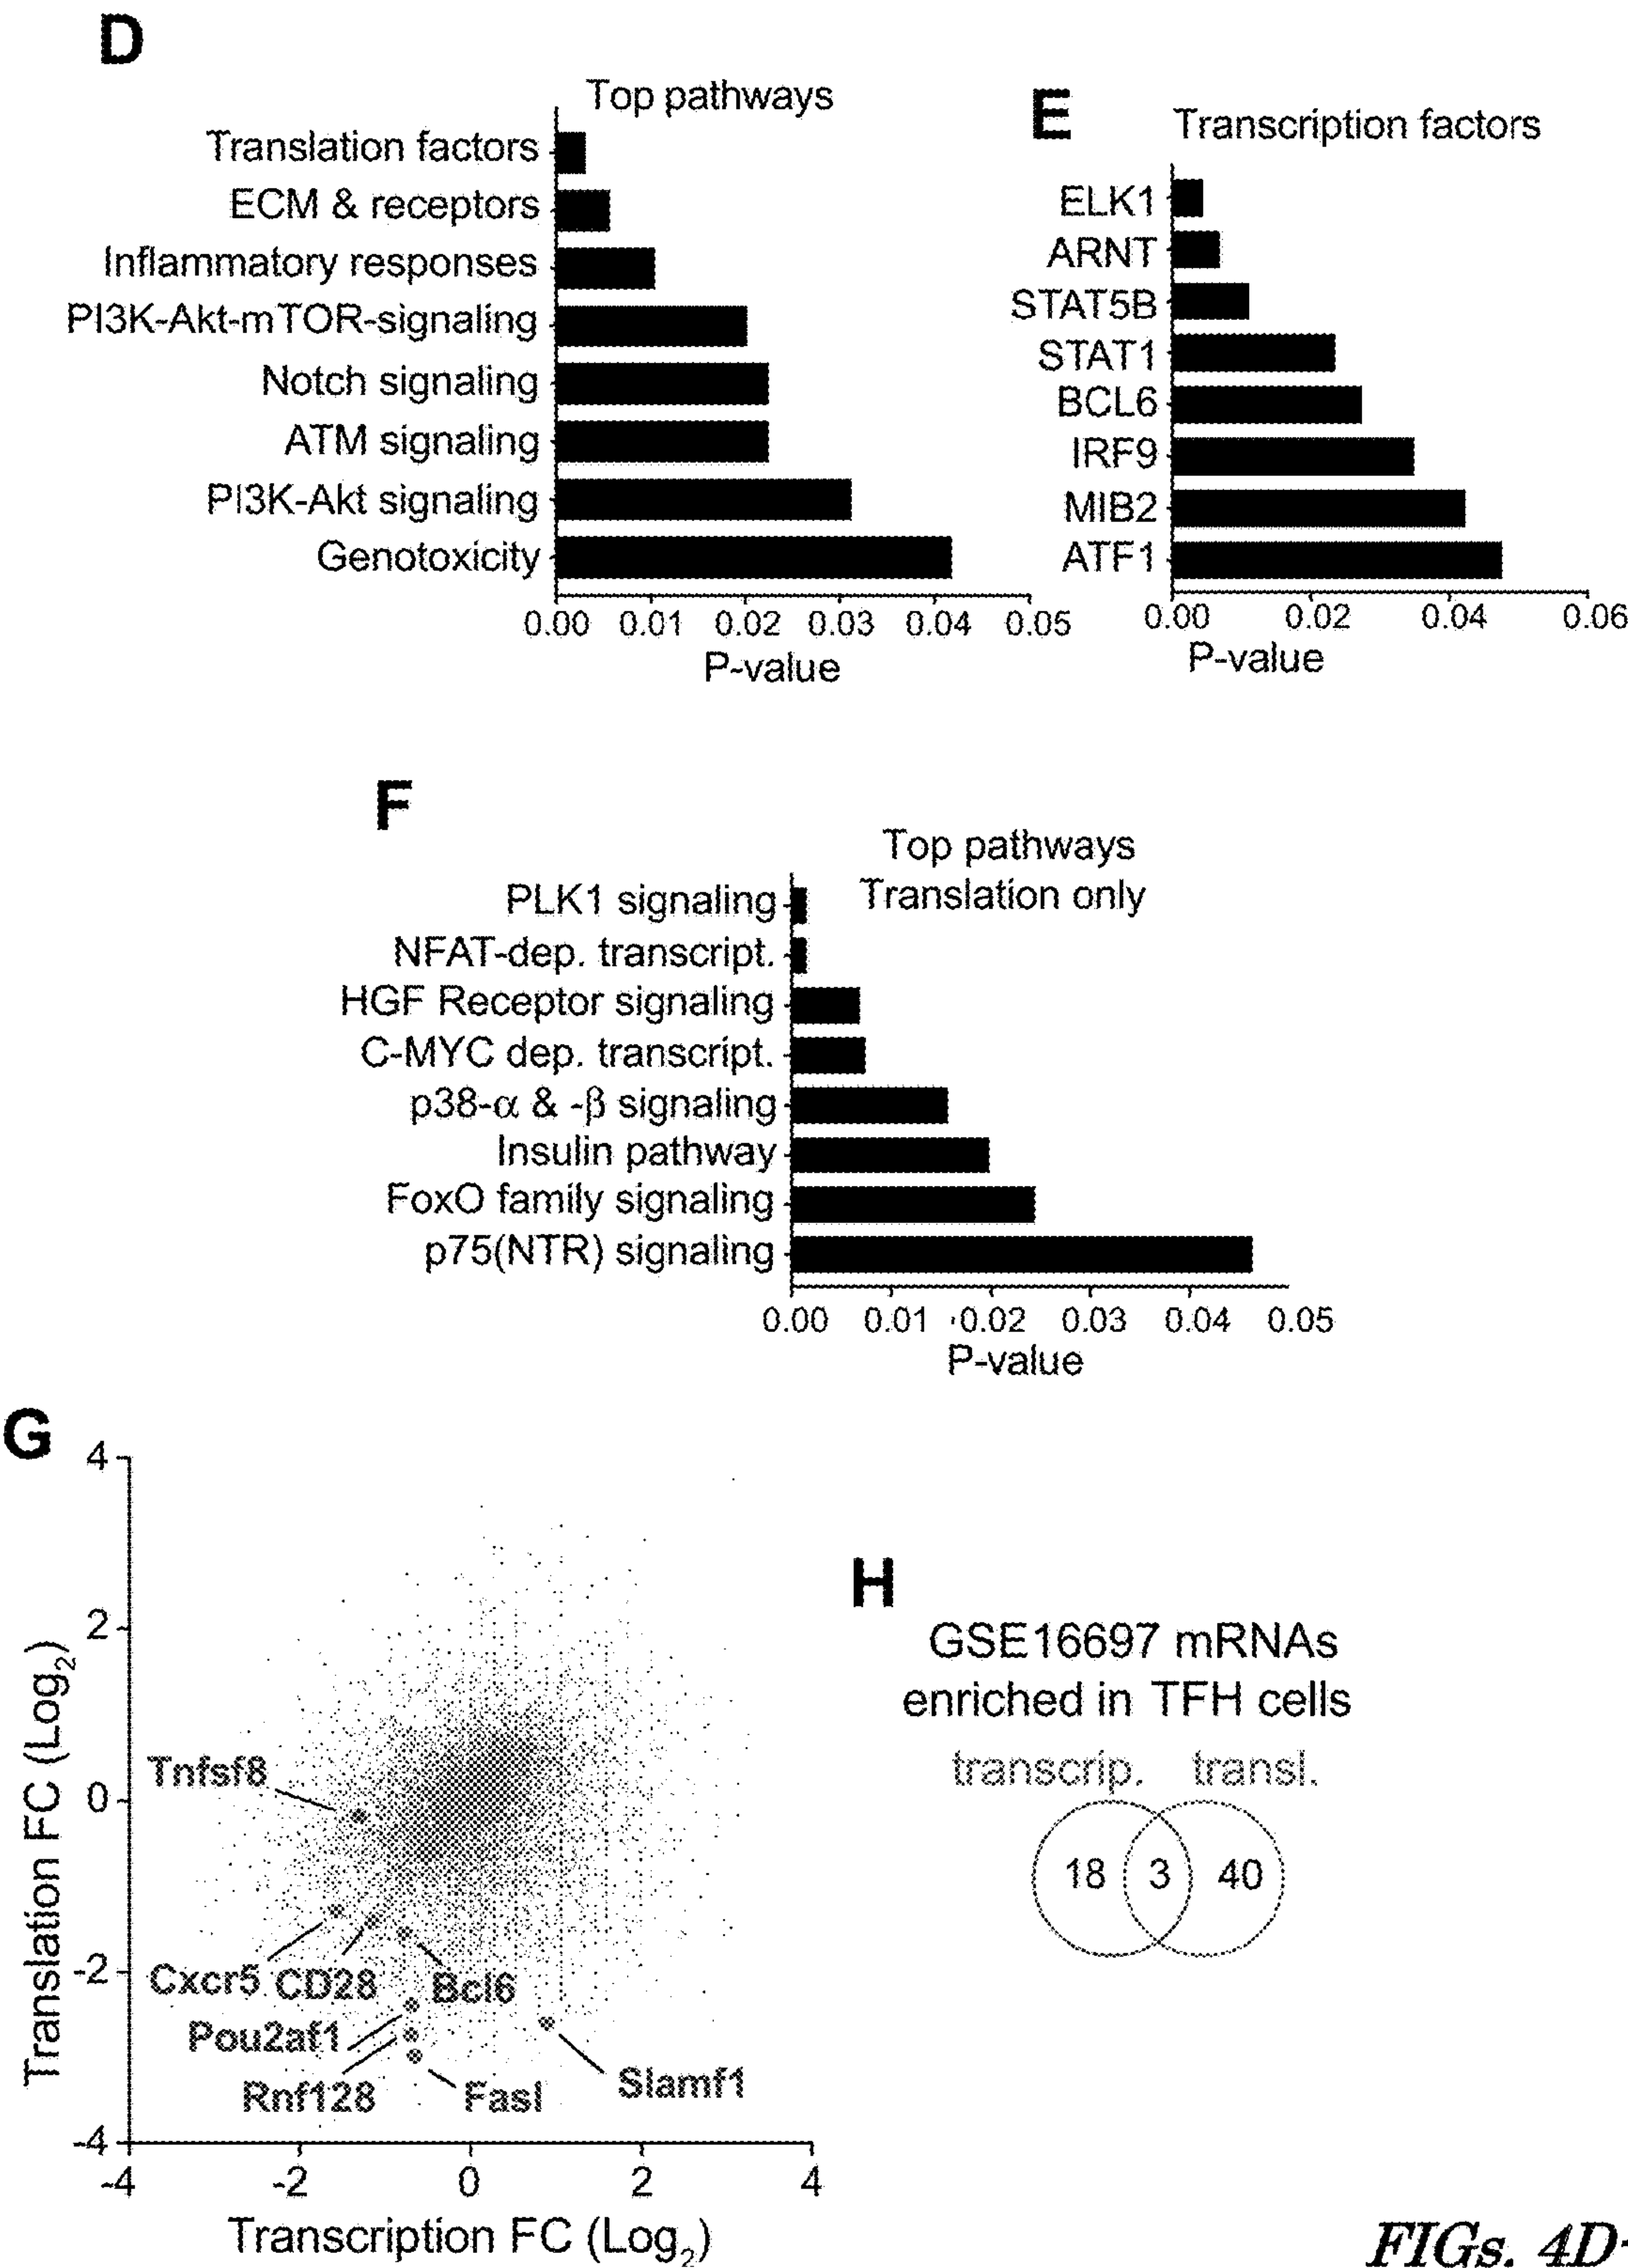 D
Top pathways
Translation factors
ECM & receptors
Inflammatory responses
PI3K-Akt-mTOR-signaling
Notch signaling
ATM signaling
PI3K-Akt signaling
Genotoxicity
0.00 0.01 0.02 0.03 0.04 0.05
P-value
E
Transcription factors
ELK1
ARNT
STAT5B
STAT1
BCL6
IRF9
MIB2
ATF1
0.00 0.02 0.04 0.06
P-value
F
Top pathways
Translation only
PLK1 signaling
NFAT-dep. transcript.
HGF Receptor signaling
C-MYC dep. transcript.
p38-α & -β signaling
Insulin pathway
FoxO family signaling
p75(NTR) signaling
0.00 0.01 0.02 0.03 0.04 0.05
P-value
G
Translation FC (Log2)
4
2
0
-2
-4
Tnfsf8
Cxcr5 CD28 Bcl6
Pou2af1
Rnf128 Fasl Slamf1
-4 -2 0 2 4
Transcription FC (Log2)
H
GSE16697 mRNAs
enriched in TFH cells
transcrip. transl.
18 3 40
FIGs. 4D-